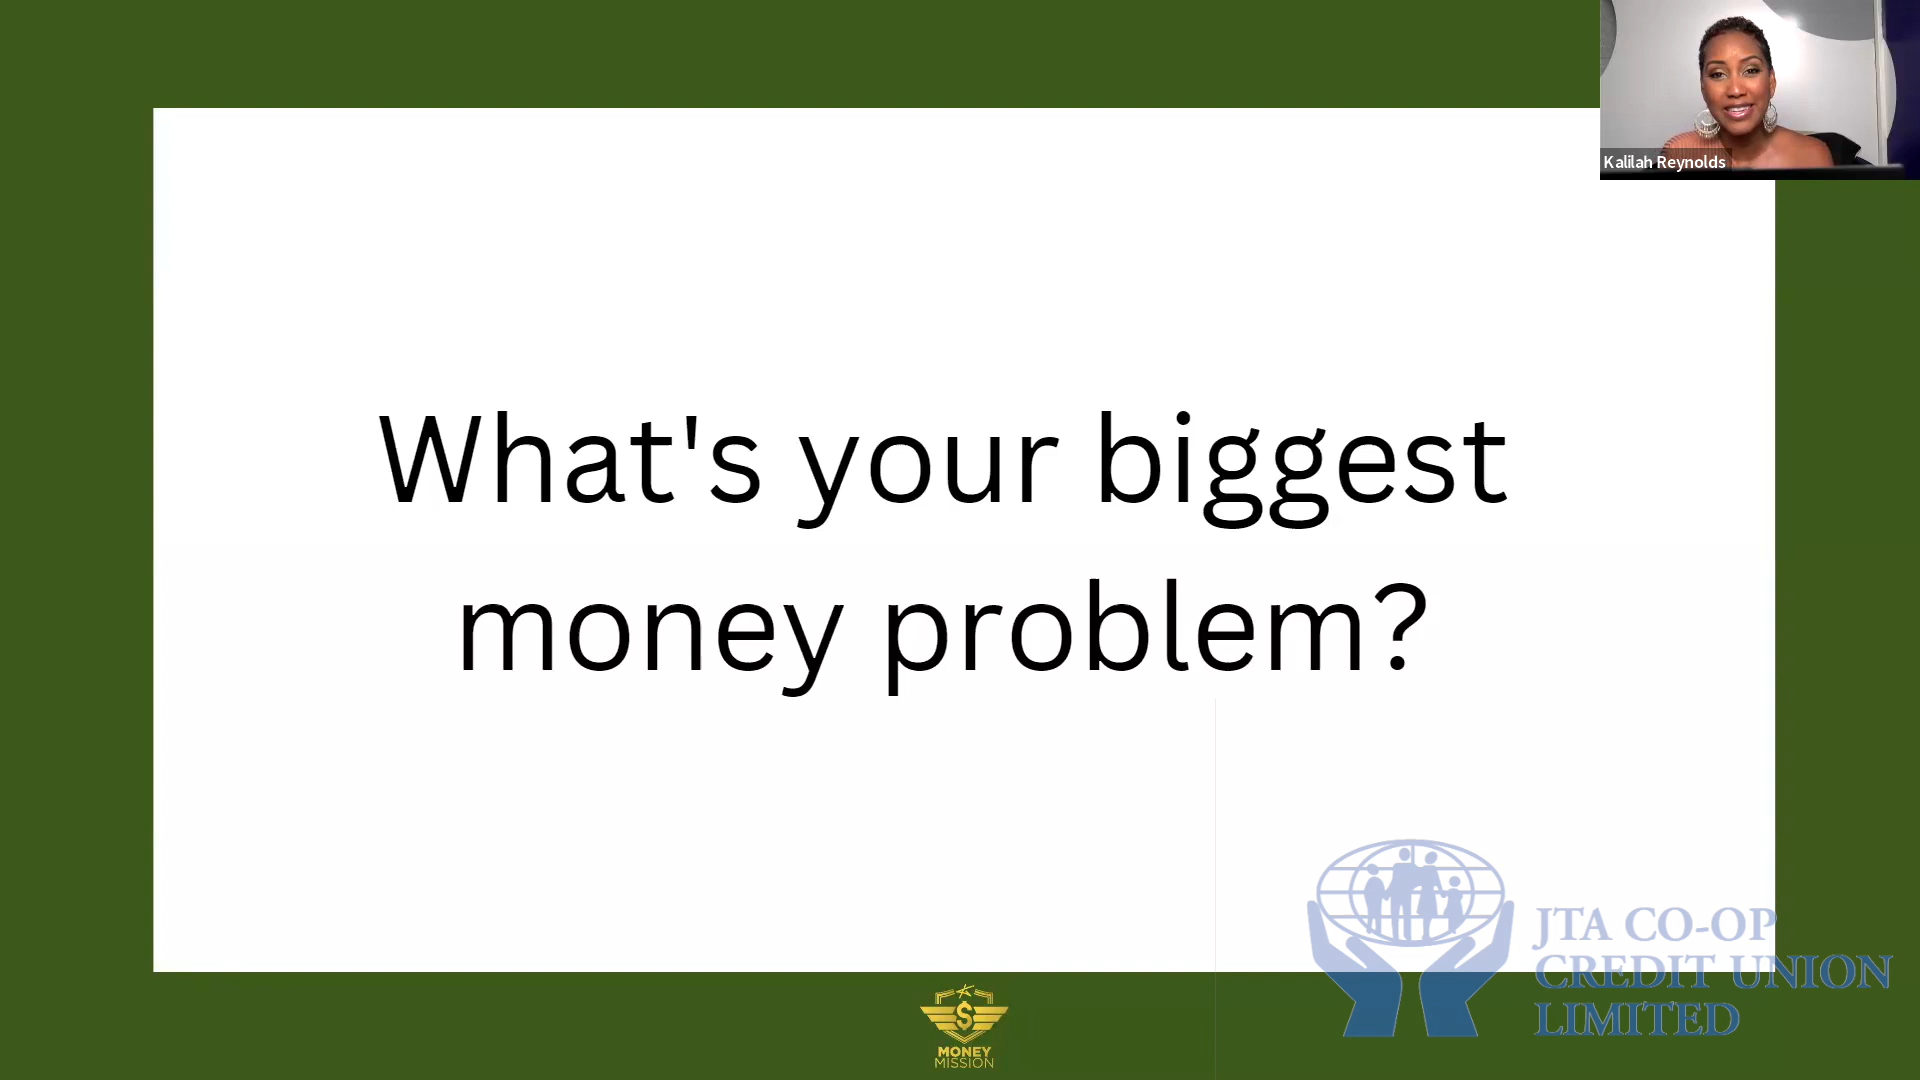 Kalilah Reynolds
What's your biggest
money problem?
JTA CO-OP
CREDIT UNION
LIMITED
$
MONEY
MISSION